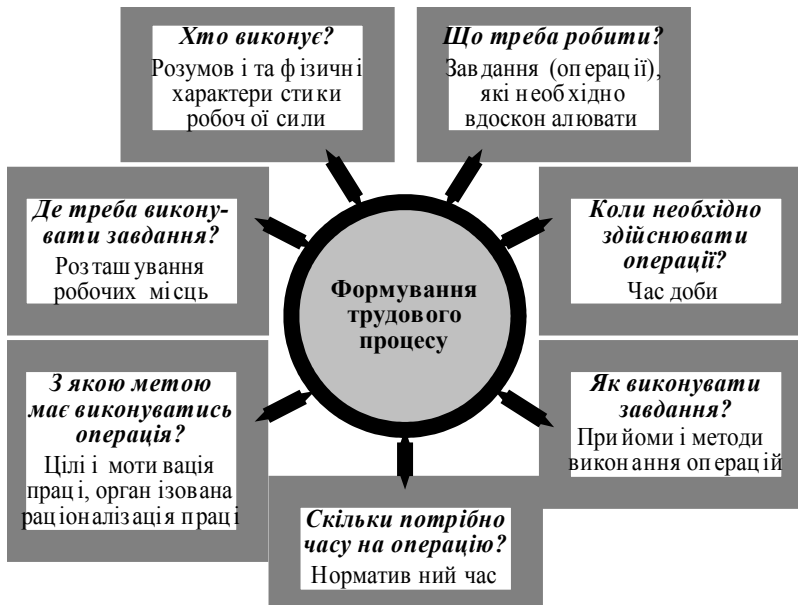 Хто виконує?
Розумові та фізичні
характеристики
робочої сили
Що треба робити?
Завдання (операції),
які необхідно
вдосконалювати
Де треба викону-
вати завдання?
Розташування
робочих місць
Коли необхідно
здійснювати
операції?
Час доби
Формування
трудового
процесу
З якою метою
має виконуватись
операція?
Цілі і мотивація
праці, організована
раціоналізація праці
Як виконувати
завдання?
Прийоми і методи
виконання операцій
Скільки потрібно
часу на операцію?
Нормативний час